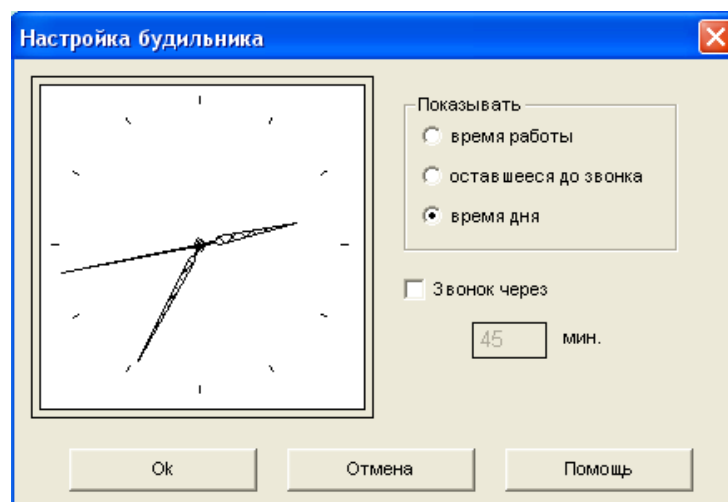 Настройка будильника
Показывать
время работы
оставшееся до звонка
время дня
Звонок через
45 мин.
Ok Отмена Помощь